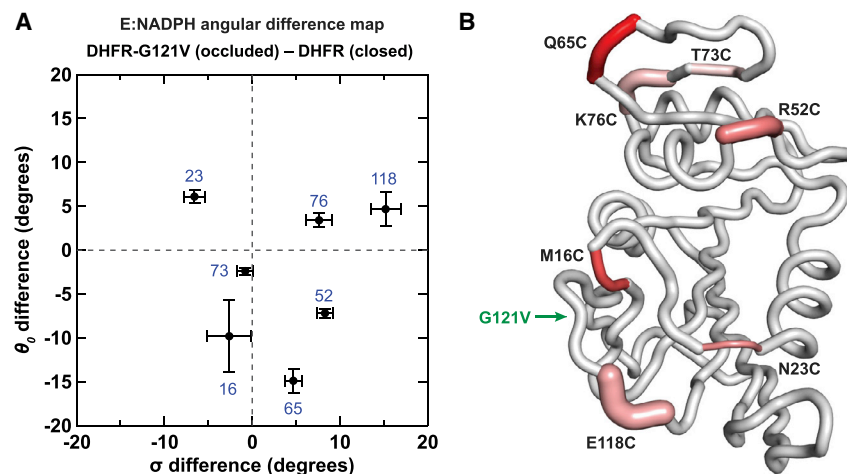 A
E:NADPH angular difference map
DHFR-G121V (occluded) – DHFR (closed)
20
15
10
5
0
-5
-10
-15
-20
θ0 difference (degrees)
23
76
118
73
52
16
65
-20
-10
0
10
20
σ difference (degrees)
B
Q65C
T73C
K76C
R52C
M16C
G121V
N23C
E118C